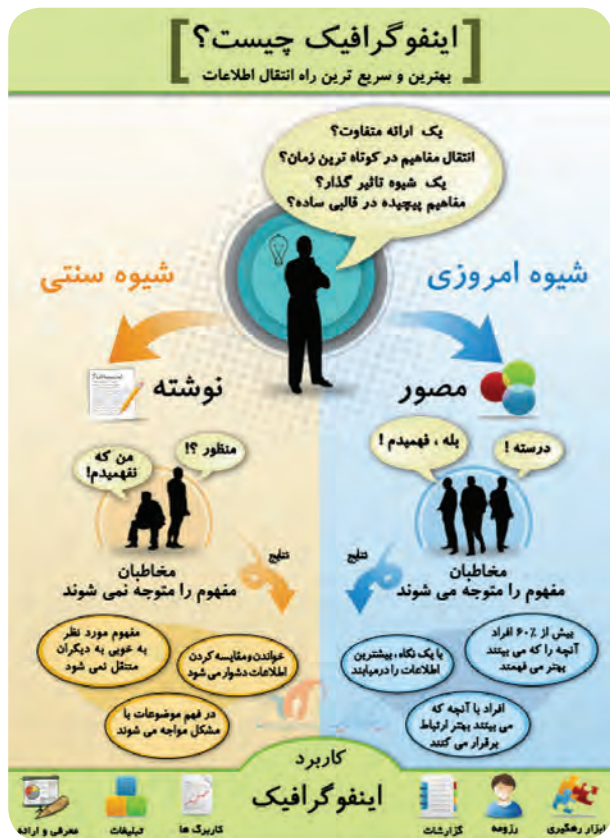 اینفوگرافیک چیست؟
بهترین و سریع ترین راه انتقال اطلاعات
یک ارائه متفاوت؟
انتقال مفاهیم در کوتاه ترین زمان؟
یک شیوه تاثیر گذار؟
مفاهیم پیچیده در قالبی ساده؟
شیوه امروزی
مصور
درسته !
بله ، فهمیدم !
نتایج
مخاطبان
مفهوم را متوجه می شوند
بیش از ٪۶۰ افراد
آنچه را که می بینند
بهتر می فهمند
با یک نگاه ، بیشترین
اطلاعات را درمیابند
افراد با آنچه که
می بینند بهتر ارتباط
برقرار می کنند
شیوه سنتی
نوشته
منظور ؟!
من که
نفهمیدم!
نتایج
مخاطبان
مفهوم را متوجه نمی شوند
خواندن و مقایسه کردن
اطلاعات دشوار می شود
مفهوم مورد نظر
به خوبی به دیگران
منتقل نمی شود
در فهم موضوعات با
مشکل مواجه می شوند
کاربرد
اینفوگرافیک
ابزار رهگیری
رزومه
گزارشات
کاربرگ ها
تبلیغات
معرفی و ارائه